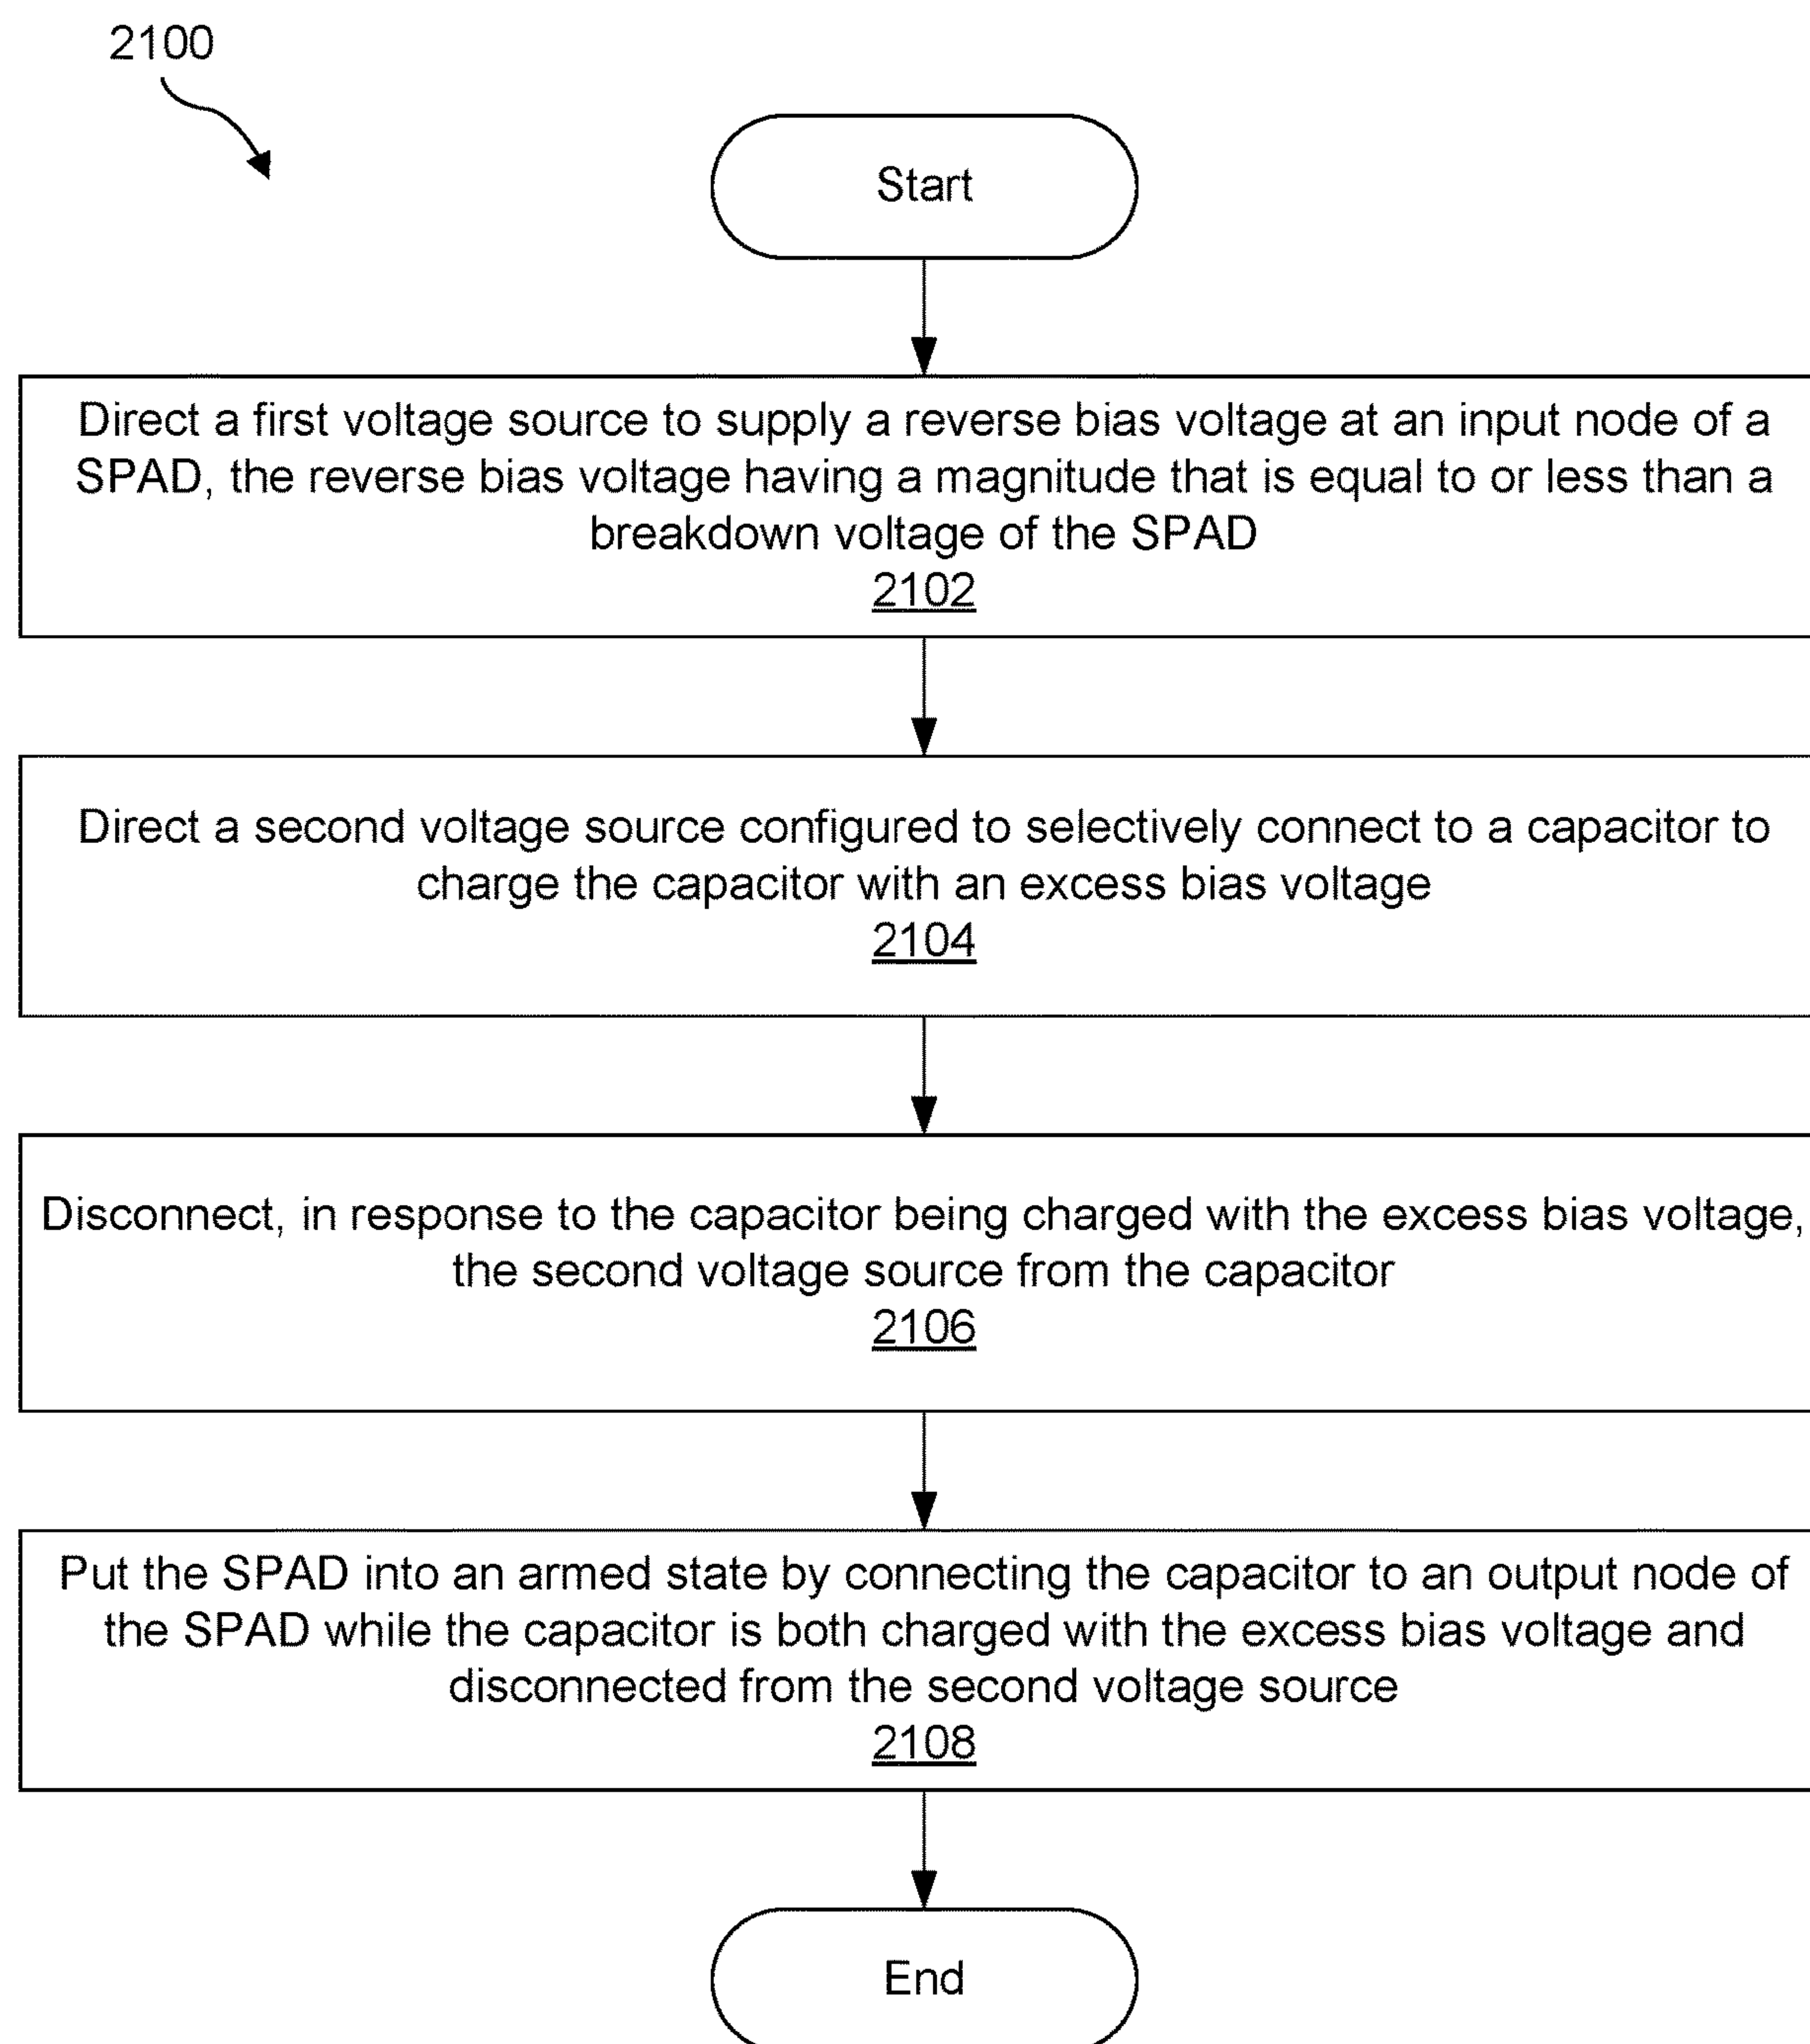 2100
Start
Direct a first voltage source to supply a reverse bias voltage at an input node of a
SPAD, the reverse bias voltage having a magnitude that is equal to or less than a
breakdown voltage of the SPAD
2102
Direct a second voltage source configured to selectively connect to a capacitor to
charge the capacitor with an excess bias voltage
2104
Disconnect, in response to the capacitor being charged with the excess bias voltage,
the second voltage source from the capacitor
2106
Put the SPAD into an armed state by connecting the capacitor to an output node of
the SPAD while the capacitor is both charged with the excess bias voltage and
disconnected from the second voltage source
2108
End